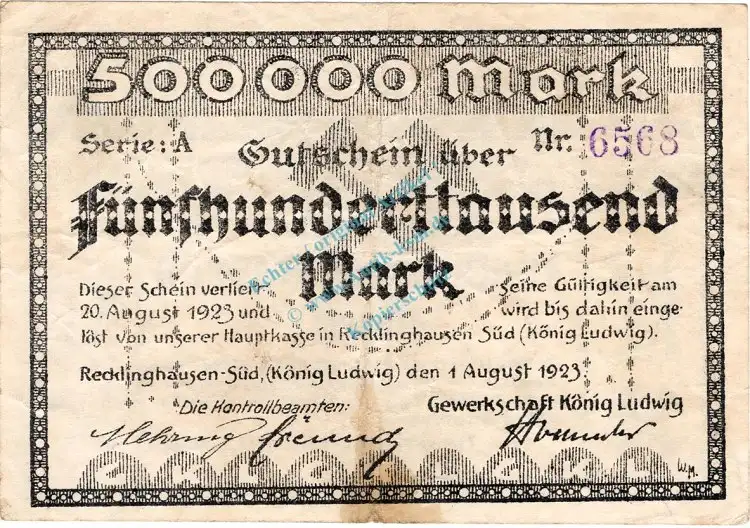 500000 Mark
Serie: A Nr. 6568
Gutschein über
Fünfhunderttausend
Mark
Dieser Schein verliert seine Gültigkeit am
20. August 1923 und wird bis dahin einge-
löst von unserer Hauptkasse in Recklinghausen Süd (König Ludwig).
Recklinghausen-Süd, (König Ludwig) den 1 August 1923.
Die Kontrollbeamten: Gewerkschaft König Ludwig
Mehring
W.M.